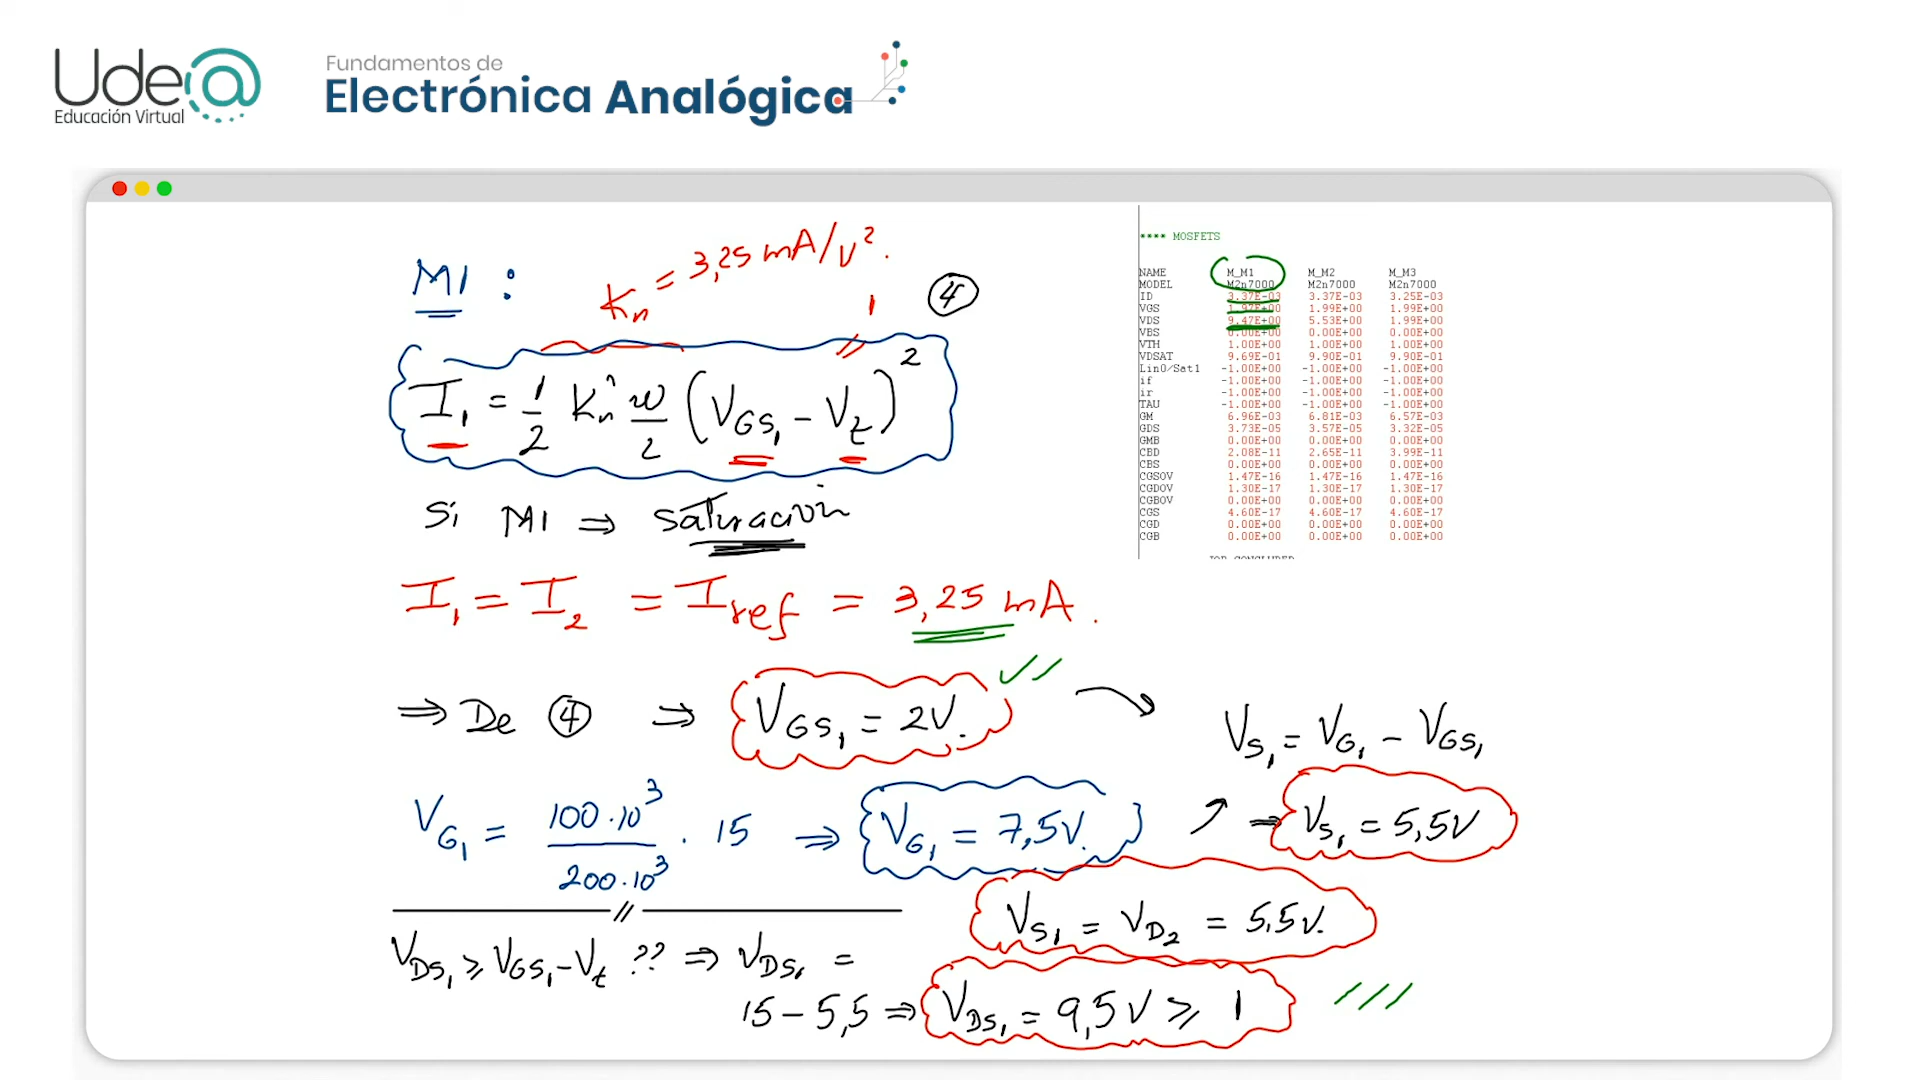 Ude@
Educación Virtual
Fundamentos de
Electrónica Analógica
M1 :
Kn = 3,25 mA/V².
1
④
I₁ = 1/2 Kn' w/2 (VGS₁ - Vt)²
Si M1 ⇒ saturación
I₁ = I₂ = Iref = 3,25 mA.
⇒ De ④ ⇒ VGS₁ = 2V. ✓✓
VS₁ = VG₁ - VGS₁
VG₁ = 100·10³/200·10³ · 15 ⇒ VG₁ = 7,5V.
⇒ VS₁ = 5,5V
VS₁ = VD₂ = 5,5V.
VDS₁ ≥ VGS₁ - Vt ?? ⇒ VDS₁ =
15 - 5,5 ⇒ VDS₁ = 9,5V ≥ 1
**** MOSFETS
NAME M_M1 M_M2 M_M3
MODEL M2n7000 M2n7000 M2n7000
ID 3.37E-03 3.37E-03 3.25E-03
VGS 1.97E+00 1.99E+00 1.99E+00
VDS 9.47E+00 5.53E+00 1.99E+00
VBS 0.00E+00 0.00E+00 0.00E+00
VTH 1.00E+00 1.00E+00 1.00E+00
VDSAT 9.69E-01 9.90E-01 9.90E-01
Lin0/Sat1 -1.00E+00 -1.00E+00 -1.00E+00
if -1.00E+00 -1.00E+00 -1.00E+00
ir -1.00E+00 -1.00E+00 -1.00E+00
TAU -1.00E+00 -1.00E+00 -1.00E+00
GM 6.96E-03 6.81E-03 6.57E-03
GDS 3.73E-05 3.57E-05 3.32E-05
GMB 0.00E+00 0.00E+00 0.00E+00
CBD 2.08E-11 2.65E-11 3.99E-11
CBS 0.00E+00 0.00E+00 0.00E+00
CGSOV 1.47E-16 1.47E-16 1.47E-16
CGDOV 1.30E-17 1.30E-17 1.30E-17
CGBOV 0.00E+00 0.00E+00 0.00E+00
CGS 4.60E-17 4.60E-17 4.60E-17
CGD 0.00E+00 0.00E+00 0.00E+00
CGB 0.00E+00 0.00E+00 0.00E+00
JOB CONCLUDED